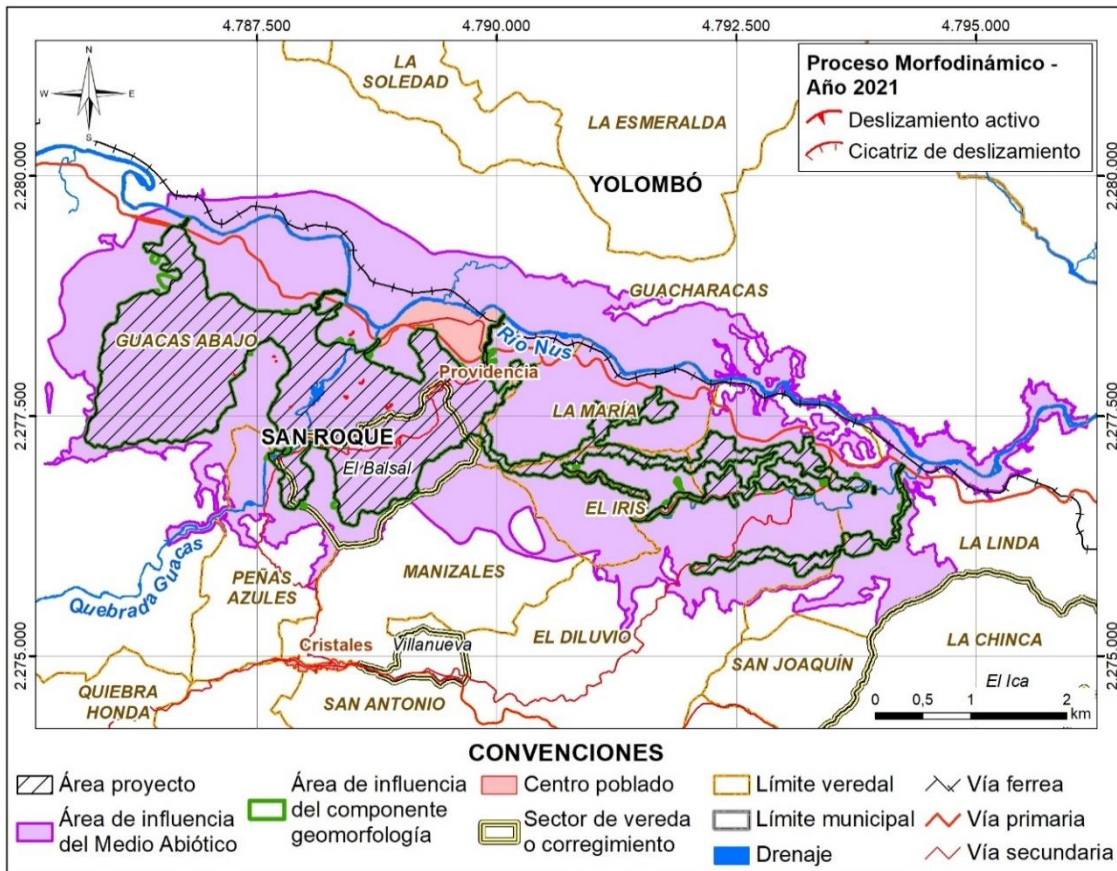 4.787.500 4.790.000 4.792.500 4.795.000
N
W E
S
Proceso Morfodinámico -
Año 2021
Deslizamiento activo
Cicatriz de deslizamiento
LA
SOLEDAD
LA ESMERALDA
YOLOMBÓ
2.280.000 2.280.000
GUACHARACAS
GUACAS ABAJO
Río Nus
Providencia
LA MARÍA
2.277.500 2.277.500
SAN ROQUE
El Balsal
EL IRIS
Quebrada Guacas
PEÑAS
AZULES
MANIZALES
LA LINDA
Cristales
Villanueva
EL DILUVIO
LA CHINCA
2.275.000 2.275.000
SAN JOAQUÍN
QUIEBRA
HONDA
SAN ANTONIO
El Ica
0 0,5 1 2
km
CONVENCIONES
Área proyecto
Área de influencia
del Medio Abiótico
Área de influencia
del componente
geomorfología
Centro poblado
Sector de vereda
o corregimiento
Límite veredal
Límite municipal
Drenaje
Vía ferrea
Vía primaria
Vía secundaria